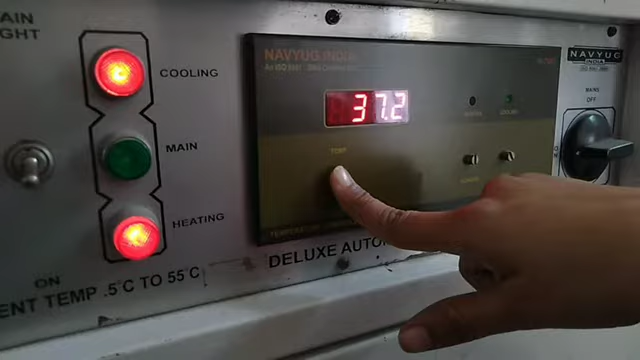 AIN
GHT
COOLING
MAIN
HEATING
ON
ENT TEMP .5°C TO 55°C
NAVYUG INDIA
37.2
TEMP
DELUXE AUTOM
NAVYUG
INDIA
MAINS
OFF